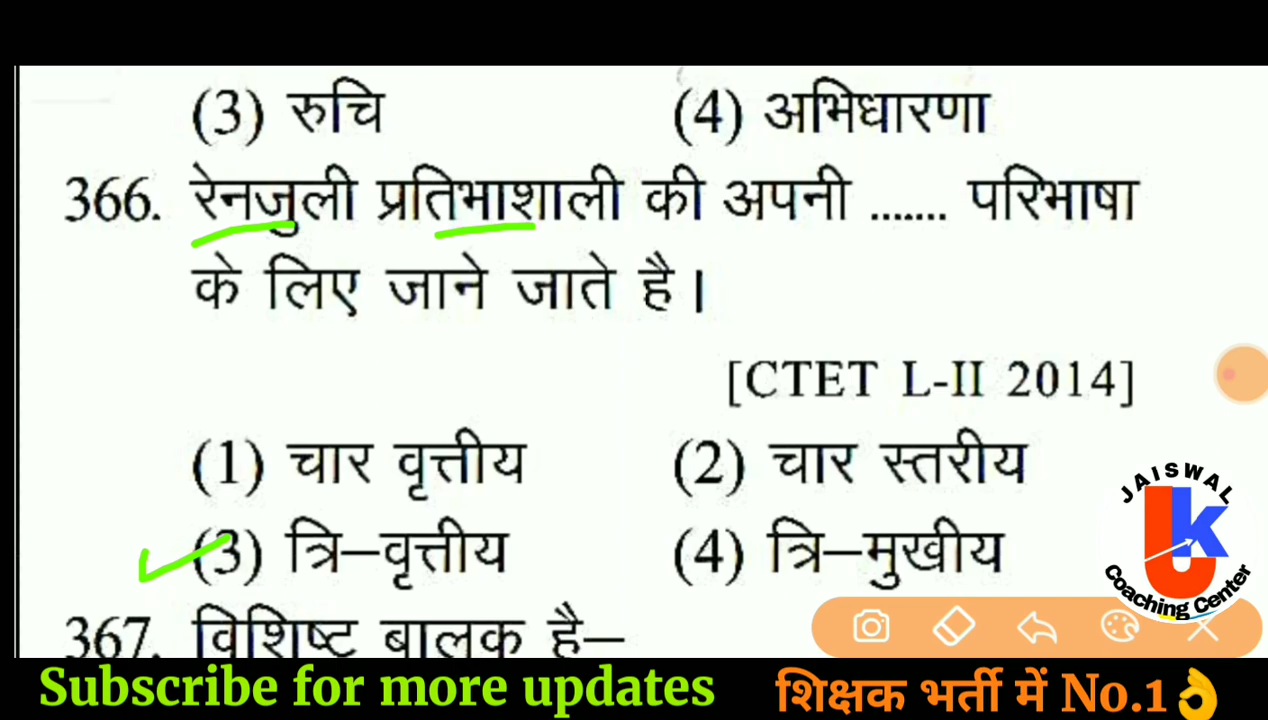 (3) रुचि (4) अभिधारणा
366. रेनजुली प्रतिभाशाली की अपनी ....... परिभाषा
के लिए जाने जाते है।
[CTET L-II 2014]
(1) चार वृत्तीय (2) चार स्तरीय
(3) त्रि–वृत्तीय (4) त्रि–मुखीय
JAISWAL
Jk
Coaching Center
367. विशिष्ट बालक है–
Subscribe for more updates शिक्षक भर्ती में No.1👌